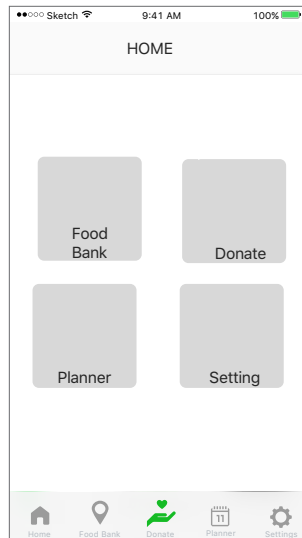 Sketch 9:41 AM 100%
HOME
Food
Bank
Donate
Planner
Setting
11
Home Food Bank Donate Planner Settings